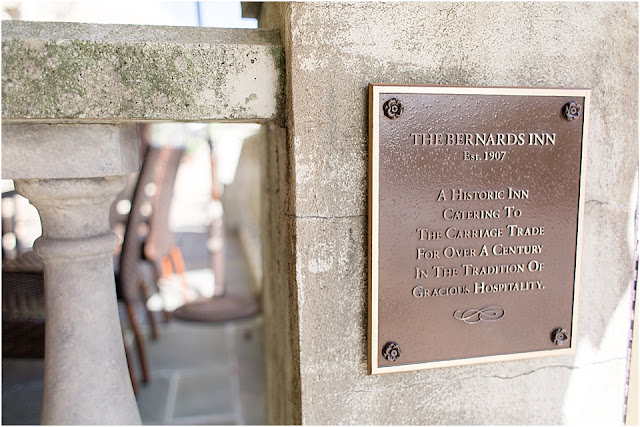 THE BERNARDS INN
EST. 1907
A HISTORIC INN
CATERING TO
THE CARRIAGE TRADE
FOR OVER A CENTURY
IN THE TRADITION OF
GRACIOUS HOSPITALITY.